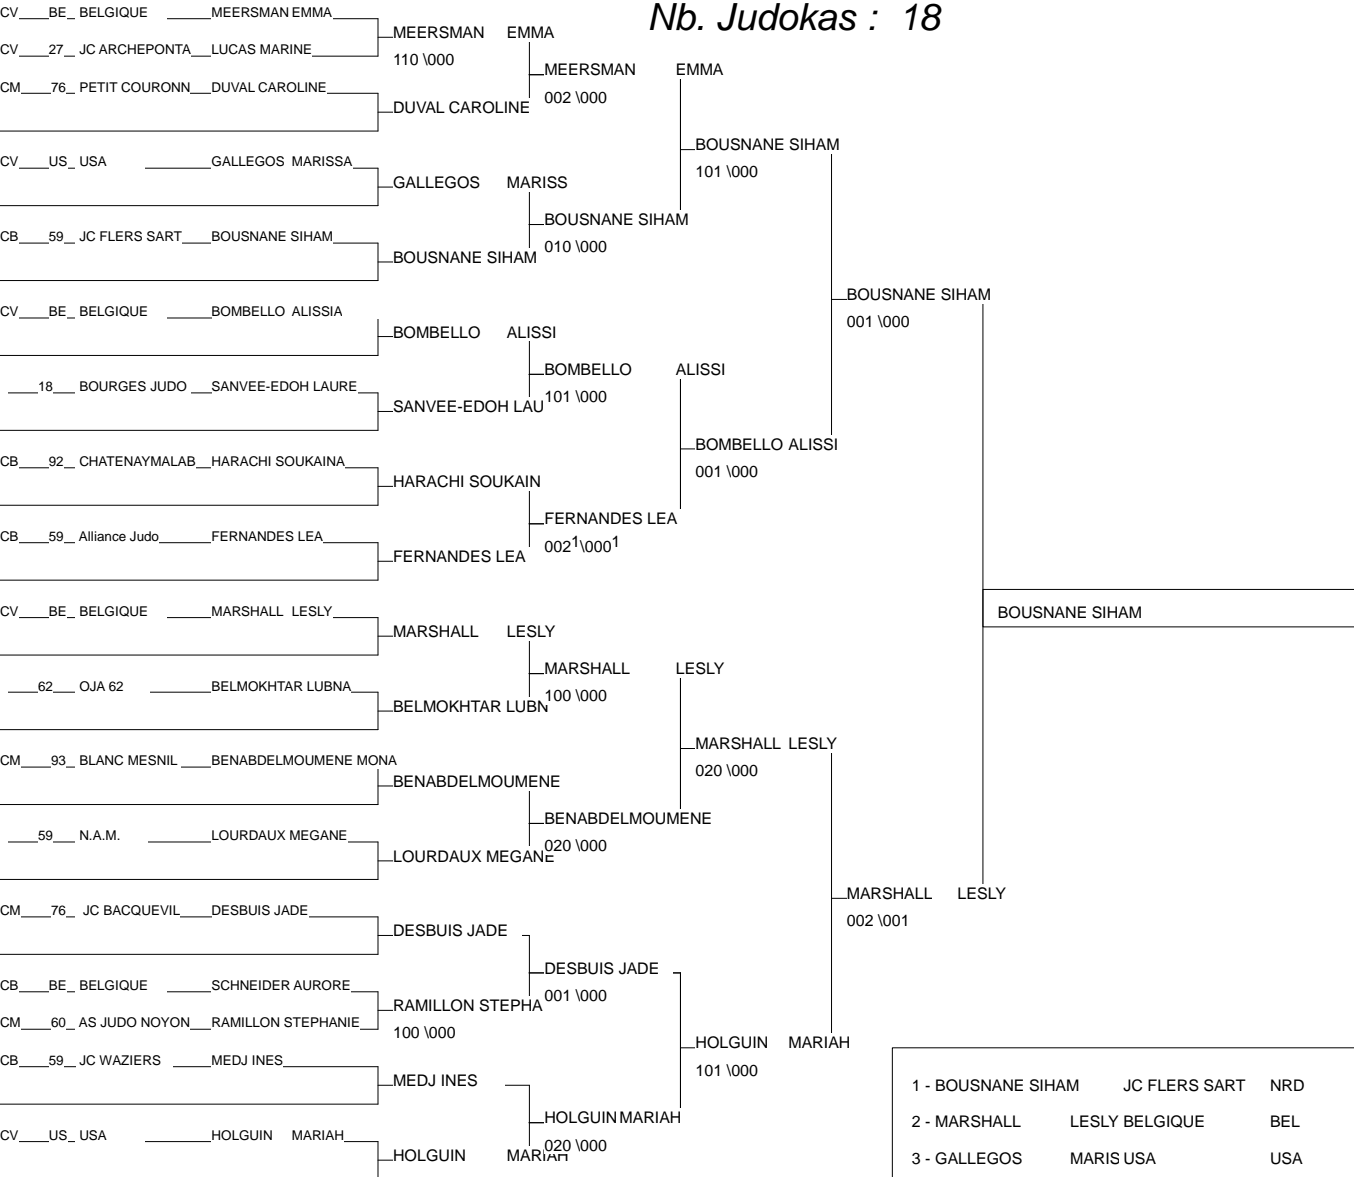 Nb. Judokas : 18
CV BE BELGIQUE MEERSMAN EMMA
CV 27 JC ARCHEPONTA LUCAS MARINE
CM 76 PETIT COURONN DUVAL CAROLINE
CV US USA GALLEGOS MARISSA
CB 59 JC FLERS SART BOUSNANE SIHAM
CV BE BELGIQUE BOMBELLO ALISSIA
18 BOURGES JUDO SANVEE-EDOH LAURE
CB 92 CHATENAYMALAB HARACHI SOUKAINA
CB 59 Alliance Judo FERNANDES LEA
CV BE BELGIQUE MARSHALL LESLY
62 OJA 62 BELMOKHTAR LUBNA
CM 93 BLANC MESNIL BENABDELMOUMENE MONA
59 N.A.M. LOURDAUX MEGANE
CM 76 JC BACQUEVIL DESBUIS JADE
CB BE BELGIQUE SCHNEIDER AURORE
CM 60 AS JUDO NOYON RAMILLON STEPHANIE
CB 59 JC WAZIERS MEDJ INES
CV US USA HOLGUIN MARIAH
MEERSMAN EMMA
110 \000
DUVAL CAROLINE
GALLEGOS MARISS
BOUSNANE SIHAM
BOMBELLO ALISSI
SANVEE-EDOH LAU
HARACHI SOUKAIN
FERNANDES LEA
MARSHALL LESLY
BELMOKHTAR LUBN
BENABDELMOUMENE
LOURDAUX MEGANE
DESBUIS JADE
RAMILLON STEPHA
100 \000
MEDJ INES
HOLGUIN MARIAH
MEERSMAN EMMA
002 \000
BOUSNANE SIHAM
010 \000
BOMBELLO ALISSI
101 \000
FERNANDES LEA
002¹\000¹
MARSHALL LESLY
100 \000
BENABDELMOUMENE
020 \000
DESBUIS JADE
001 \000
HOLGUIN MARIAH
020 \000
BOUSNANE SIHAM
101 \000
BOMBELLO ALISSI
001 \000
MARSHALL LESLY
020 \000
HOLGUIN MARIAH
101 \000
BOUSNANE SIHAM
001 \000
MARSHALL LESLY
002 \001
BOUSNANE SIHAM
1 - BOUSNANE SIHAM JC FLERS SART NRD
2 - MARSHALL LESLY BELGIQUE BEL
3 - GALLEGOS MARIS USA USA